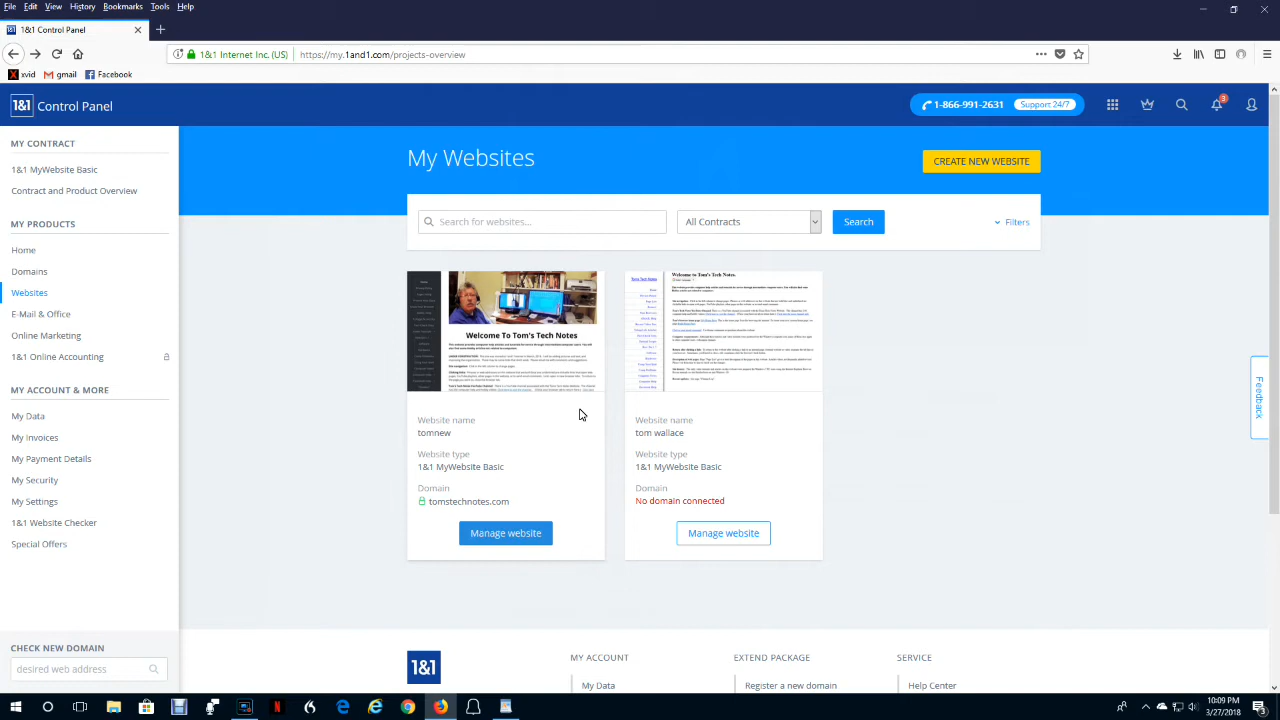 File Edit View History Bookmarks Tools Help
1&1 Control Panel
1&1 Internet Inc. (US) https://my.1and1.com/projects-overview
xvid gmail Facebook
1&1 Control Panel
1-866-991-2631 Support 24/7
3
MY CONTRACT
1&1 MyWebsite Basic
Contract and Product Overview
MY PRODUCTS
Home
Domains
Websites
E-Mail & Office
Online Marketing
MY ACCOUNT & MORE
My Data
My Invoices
My Payment Details
My Security
My Settings
1&1 Website Checker
Special Offers
CHECK NEW DOMAIN
desired web address
My Websites
CREATE NEW WEBSITE
Search for websites...
All Contracts
Search
Filters
Welcome To Tom's Tech Notes
Website name
tomnew
Website type
1&1 MyWebsite Basic
Domain
tomstechnotes.com
Manage website
Welcome to Tom's Tech Notes.
Website name
tom wallace
Website type
1&1 MyWebsite Basic
Domain
No domain connected
Manage website
Feedback
1&1
MY ACCOUNT
My Data
EXTEND PACKAGE
Register a new domain
SERVICE
Help Center
10:09 PM
3/27/2018
3